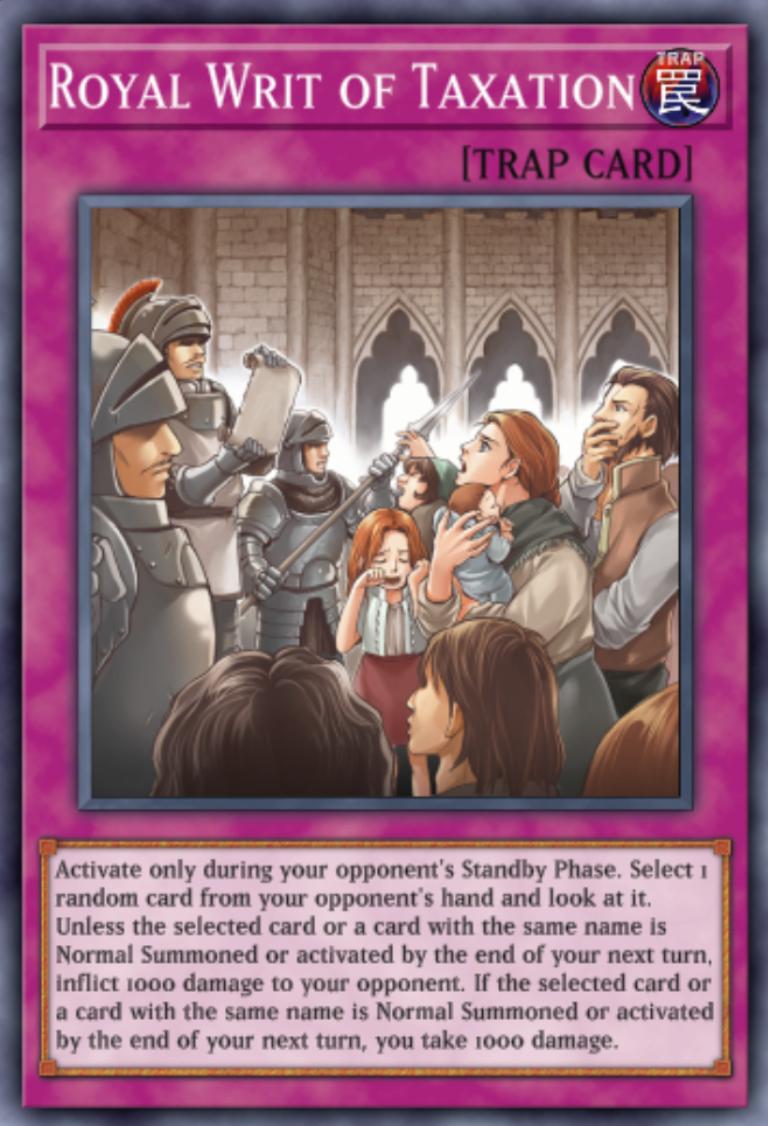 Royal Writ of Taxation
TRAP
罠
[TRAP CARD]
Activate only during your opponent's Standby Phase. Select 1
random card from your opponent's hand and look at it.
Unless the selected card or a card with the same name is
Normal Summoned or activated by the end of your next turn,
inflict 1000 damage to your opponent. If the selected card or
a card with the same name is Normal Summoned or activated
by the end of your next turn, you take 1000 damage.